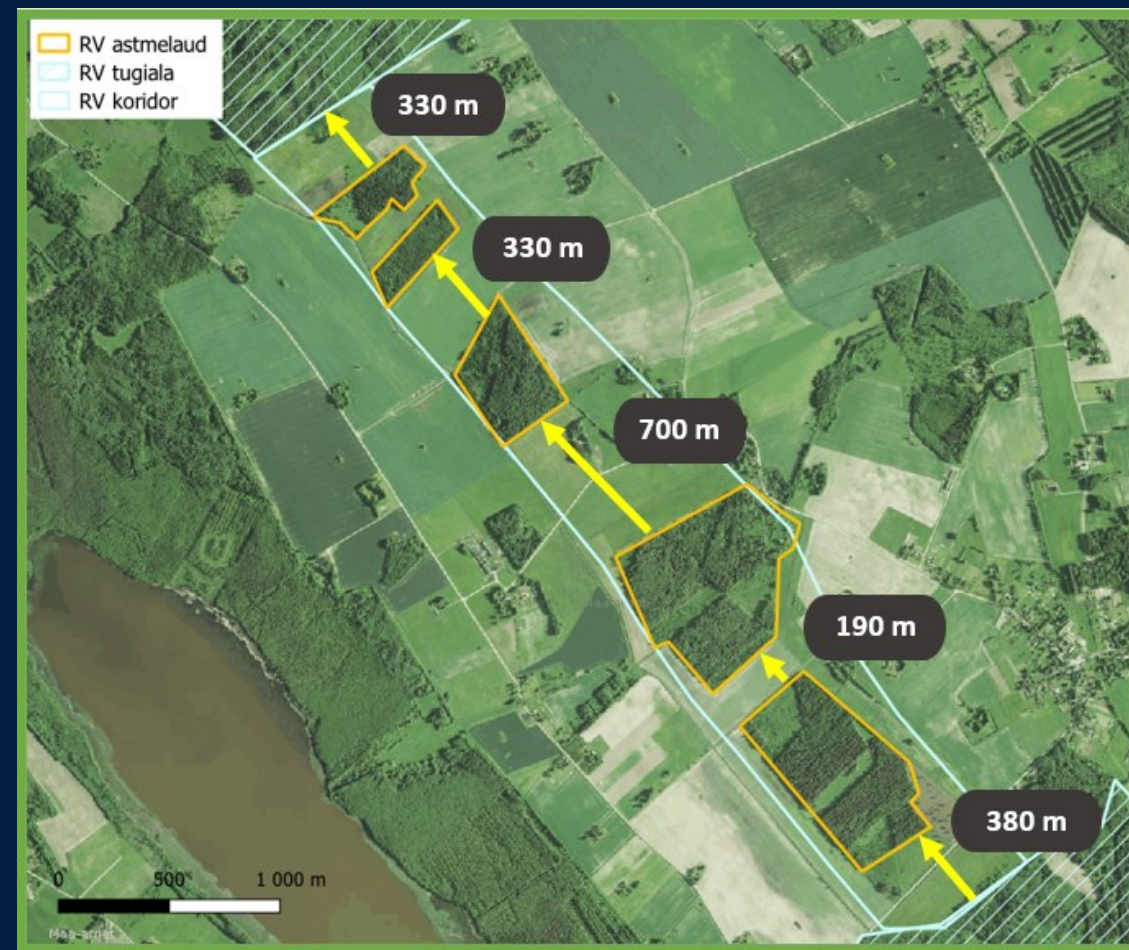 RV astmelaud
RV tugiala
RV koridor
330 m
330 m
700 m
190 m
380 m
0 500 1 000 m
Maa-amet